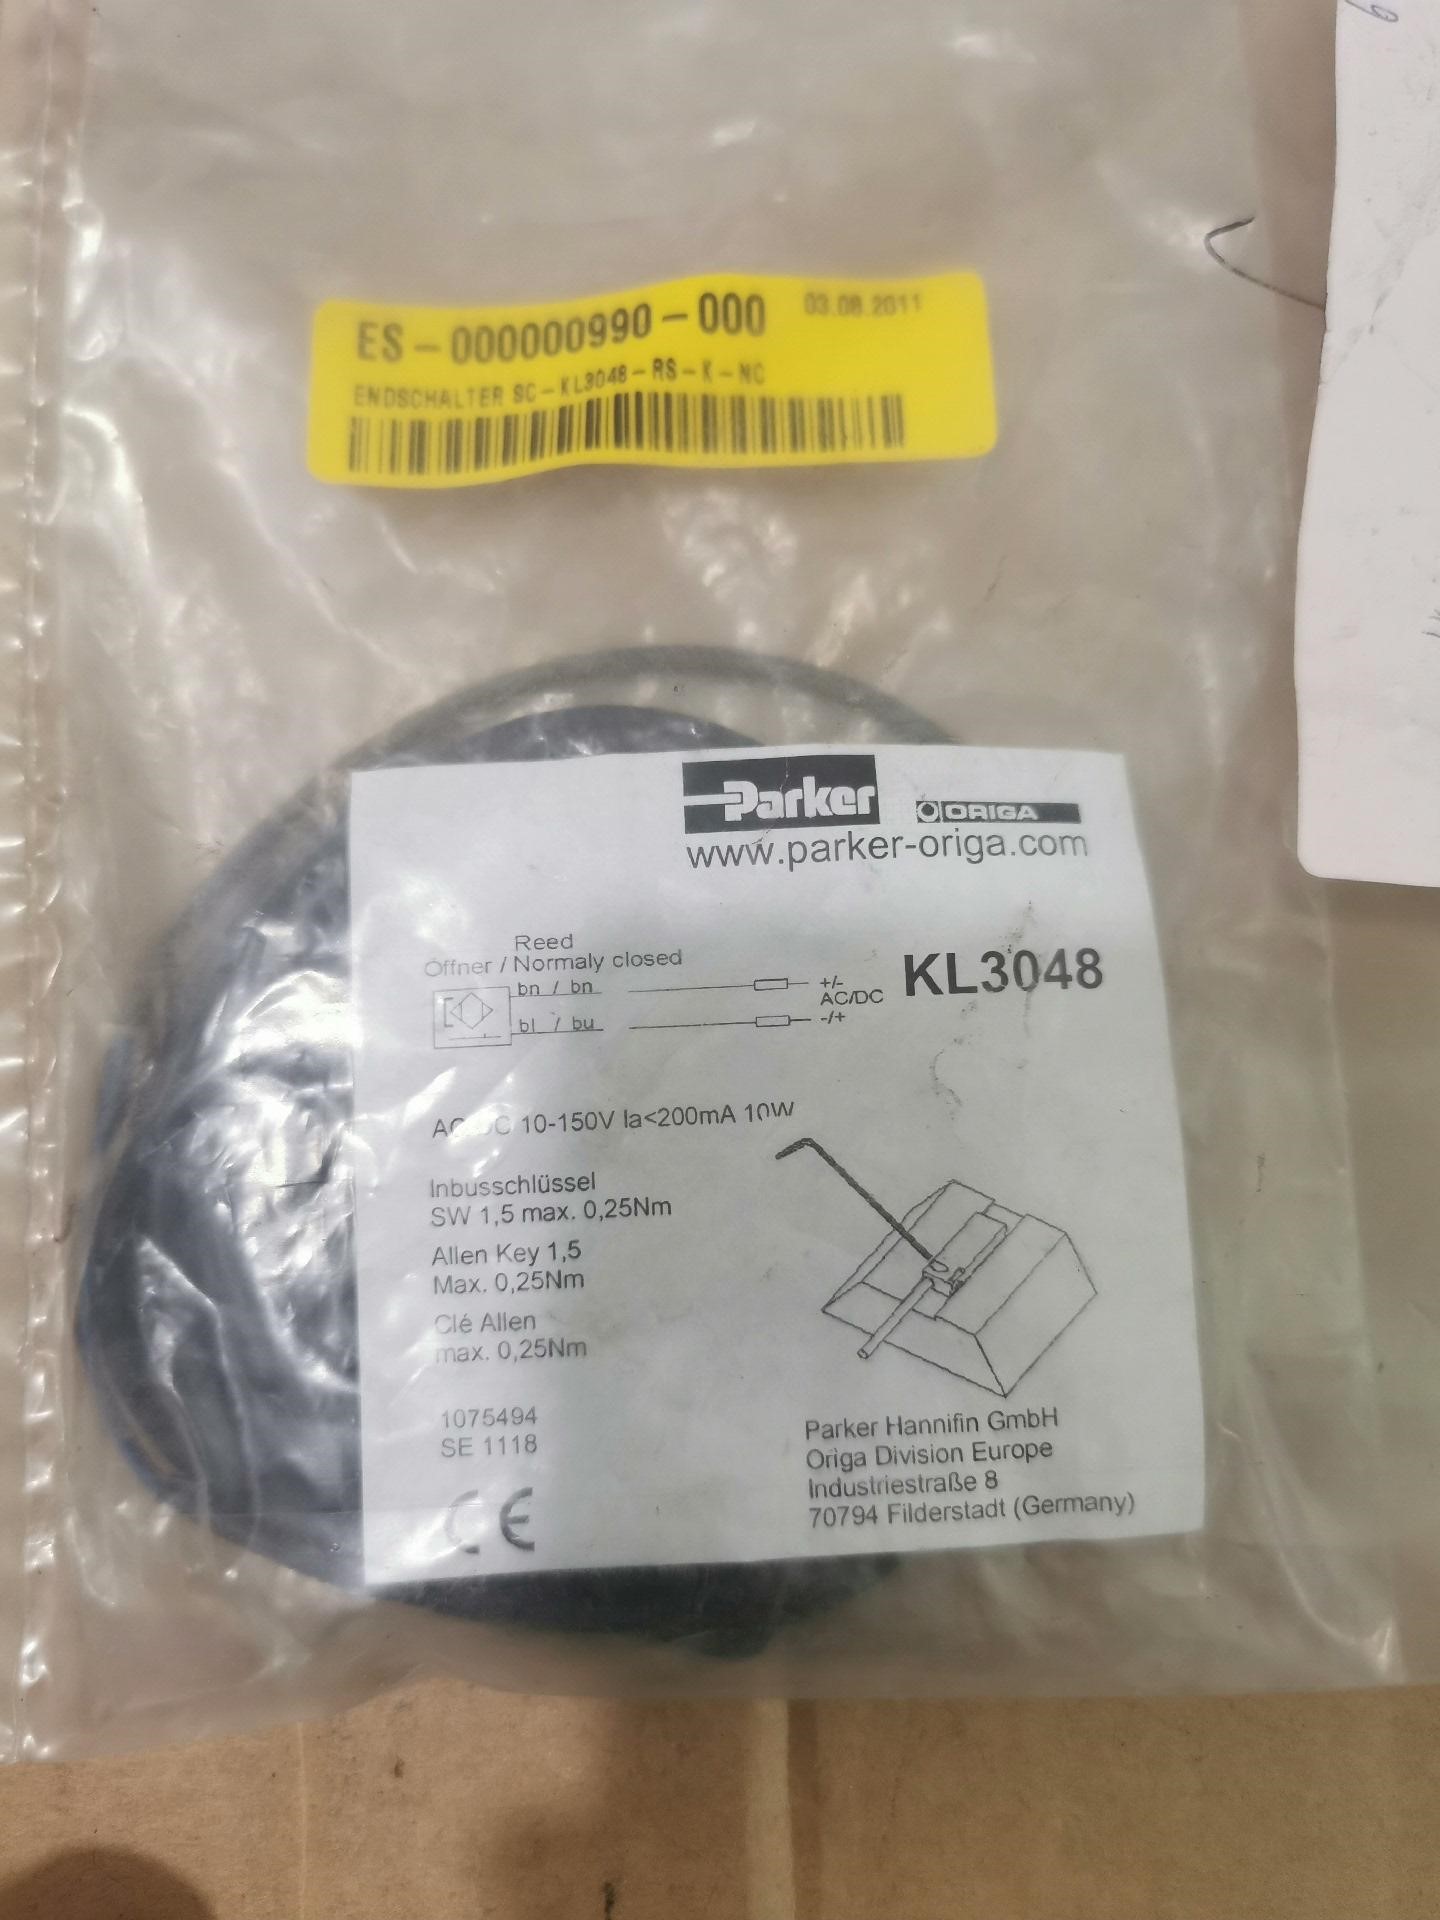 ES-000000990-000 03.08.2011
ENDSCHALTER SC-KL3048-RS-K-NC
Parker ORIGA
www.parker-origa.com
Reed
Öffner / Normaly closed
bn / bn +/-
AC/DC KL3048
bl / bu -/+
AC/DC 10-150V Ia<200mA 10W
Inbusschlüssel
SW 1,5 max. 0,25Nm
Allen Key 1,5
Max. 0,25Nm
Clé Allen
max. 0,25Nm
1075494
SE 1118
CE
Parker Hannifin GmbH
Origa Division Europe
Industriestraße 8
70794 Filderstadt (Germany)